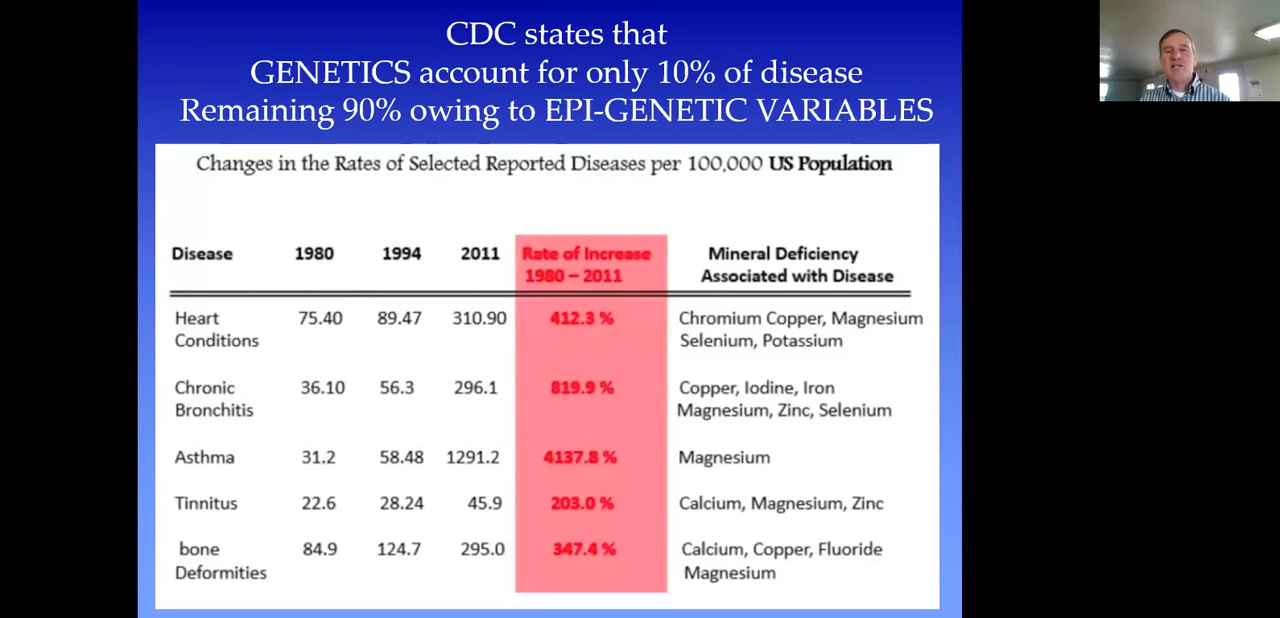 CDC states that
GENETICS account for only 10% of disease
Remaining 90% owing to EPI-GENETIC VARIABLES
Changes in the Rates of Selected Reported Diseases per 100,000 US Population
Disease 1980 1994 2011 Rate of Increase 1980 – 2011 Mineral Deficiency Associated with Disease
Heart Conditions 75.40 89.47 310.90 412.3 % Chromium Copper, Magnesium Selenium, Potassium
Chronic Bronchitis 36.10 56.3 296.1 819.9 % Copper, Iodine, Iron Magnesium, Zinc, Selenium
Asthma 31.2 58.48 1291.2 4137.8 % Magnesium
Tinnitus 22.6 28.24 45.9 203.0 % Calcium, Magnesium, Zinc
bone Deformities 84.9 124.7 295.0 347.4 % Calcium, Copper, Fluoride Magnesium